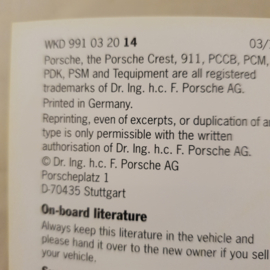 WKD 991 03 20 14 03/
Porsche, the Porsche Crest, 911, PCCB, PCM,
PDK, PSM and Tequipment are all registered
trademarks of Dr. Ing. h.c. F. Porsche AG.
Printed in Germany.
Reprinting, even of excerpts, or duplication of a
type is only permissible with the written
authorisation of Dr. Ing. h.c. F. Porsche AG.
© Dr. Ing. h.c. F. Porsche AG
Porscheplatz 1
D-70435 Stuttgart
On-board literature
Always keep this literature in the vehicle and
please hand it over to the new owner if you sell
your vehicle.